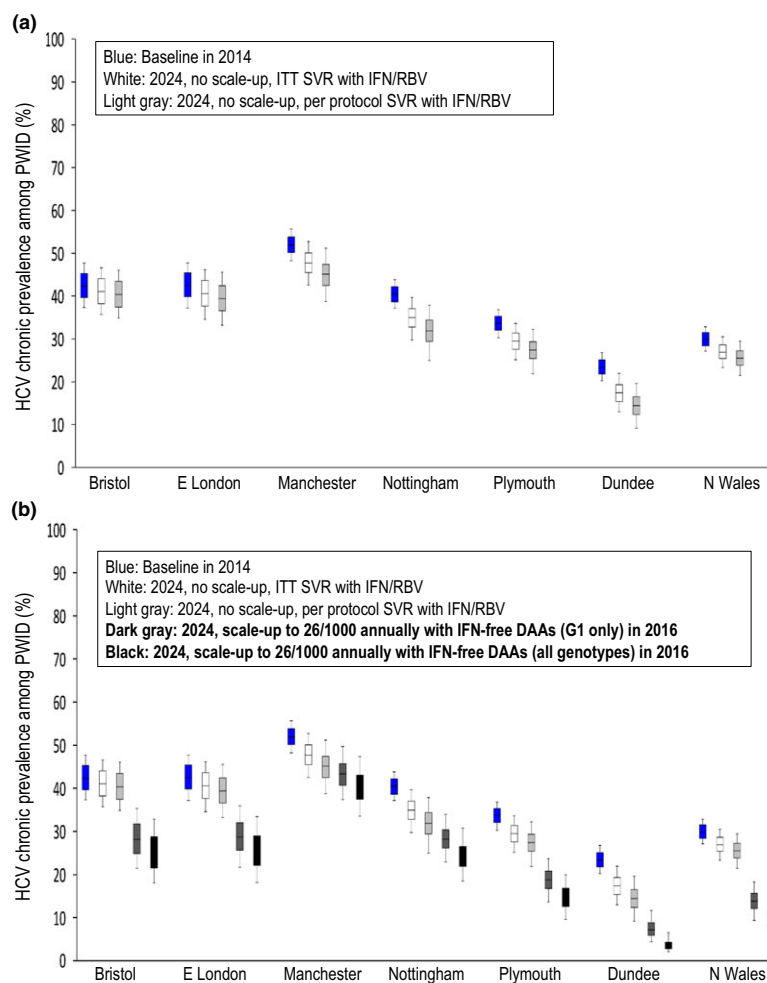 (a)
100
90
80
70
60
50
40
30
20
10
0
HCV chronic prevalence among PWID (%)
Blue: Baseline in 2014
White: 2024, no scale-up, ITT SVR with IFN/RBV
Light gray: 2024, no scale-up, per protocol SVR with IFN/RBV
Bristol E London Manchester Nottingham Plymouth Dundee N Wales
(b)
100
90
80
70
60
50
40
30
20
10
0
HCV chronic prevalence among PWID (%)
Blue: Baseline in 2014
White: 2024, no scale-up, ITT SVR with IFN/RBV
Light gray: 2024, no scale-up, per protocol SVR with IFN/RBV
Dark gray: 2024, scale-up to 26/1000 annually with IFN-free DAAs (G1 only) in 2016
Black: 2024, scale-up to 26/1000 annually with IFN-free DAAs (all genotypes) in 2016
Bristol E London Manchester Nottingham Plymouth Dundee N Wales